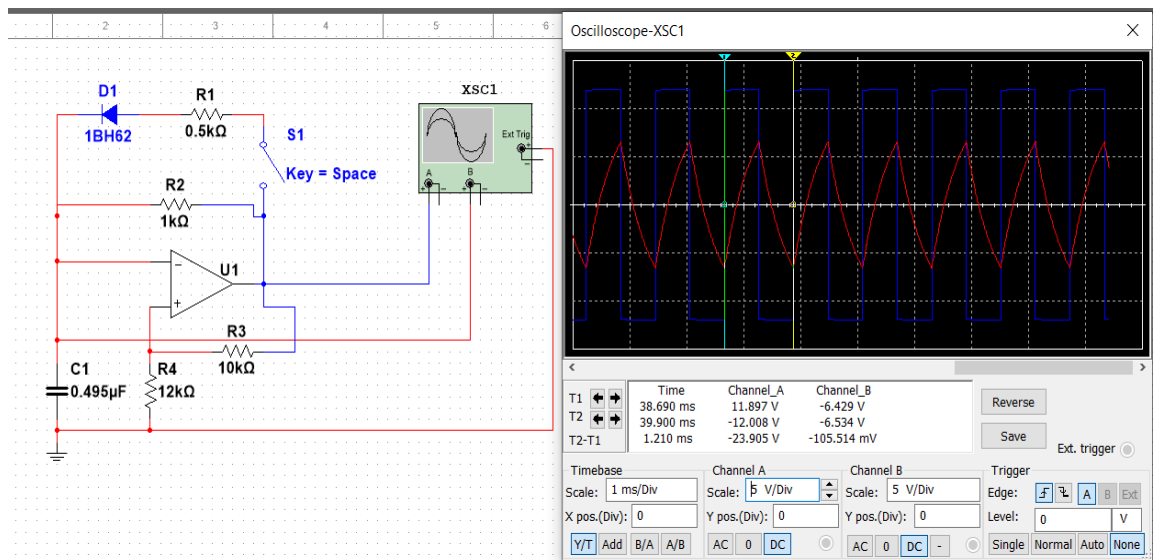 2 3 4 5 6
D1
1BH62
R1
0.5kΩ
S1
Key = Space
R2
1kΩ
U1
R3
10kΩ
C1
0.495µF
R4
12kΩ
XSC1
Ext Trig
A B
Oscilloscope-XSC1
1 2
Time Channel_A Channel_B
T1 38.690 ms 11.897 V -6.429 V
T2 39.900 ms -12.008 V -6.534 V
T2-T1 1.210 ms -23.905 V -105.514 mV
Reverse
Save
Ext. trigger
Timebase
Scale: 1 ms/Div
X pos.(Div): 0
Y/T Add B/A A/B
Channel A
Scale: 5 V/Div
Y pos.(Div): 0
AC 0 DC
Channel B
Scale: 5 V/Div
Y pos.(Div): 0
AC 0 DC -
Trigger
Edge: A B Ext
Level: 0 V
Single Normal Auto None